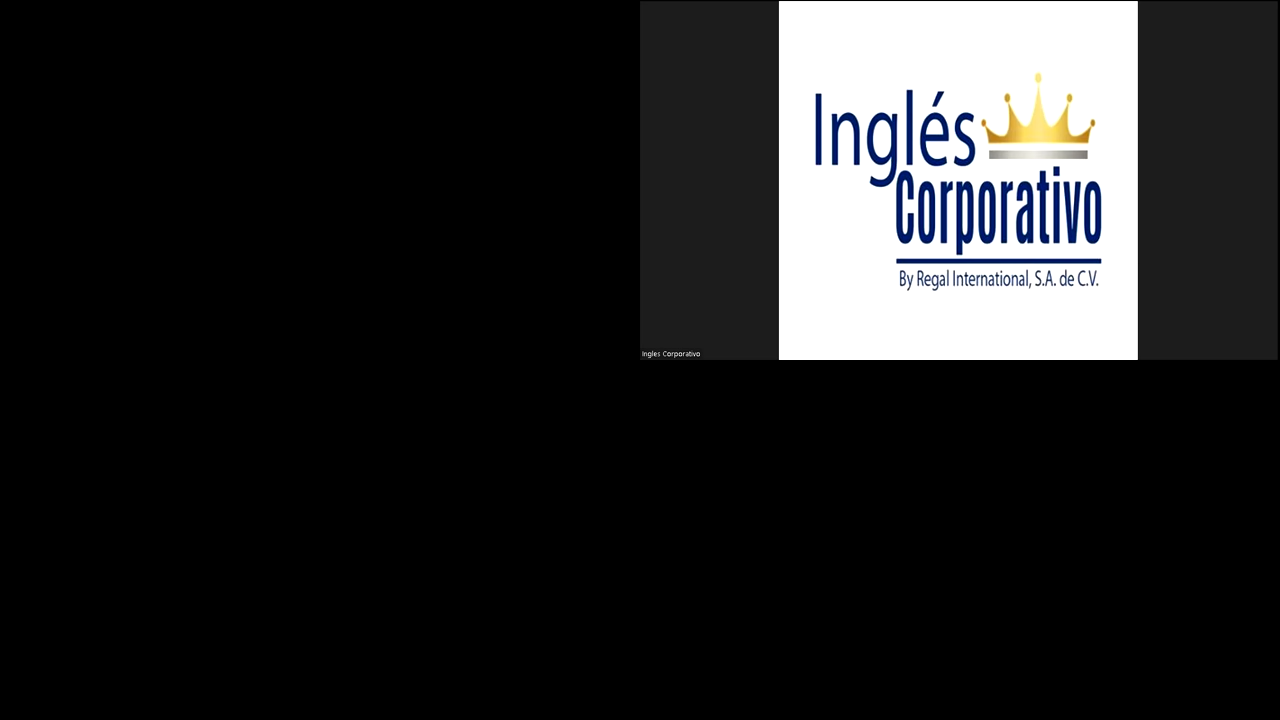 Inglés
Corporativo
By Regal International, S.A. de C.V.
Ingles Corporativo